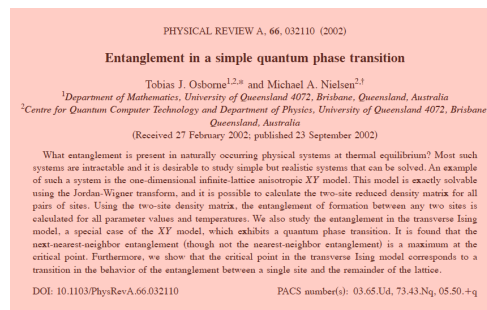 PHYSICAL REVIEW A, 66, 032110 (2002)
Entanglement in a simple quantum phase transition
Tobias J. Osborne1,2,* and Michael A. Nielsen2,†
1Department of Mathematics, University of Queensland 4072, Brisbane, Queensland, Australia
2Centre for Quantum Computer Technology and Department of Physics, University of Queensland 4072, Brisbane
Queensland, Australia
(Received 27 February 2002; published 23 September 2002)
What entanglement is present in naturally occurring physical systems at thermal equilibrium? Most such
systems are intractable and it is desirable to study simple but realistic systems that can be solved. An example
of such a system is the one-dimensional infinite-lattice anisotropic XY model. This model is exactly solvable
using the Jordan-Wigner transform, and it is possible to calculate the two-site reduced density matrix for all
pairs of sites. Using the two-site density matrix, the entanglement of formation between any two sites is
calculated for all parameter values and temperatures. We also study the entanglement in the transverse Ising
model, a special case of the XY model, which exhibits a quantum phase transition. It is found that the
next-nearest-neighbor entanglement (though not the nearest-neighbor entanglement) is a maximum at the
critical point. Furthermore, we show that the critical point in the transverse Ising model corresponds to a
transition in the behavior of the entanglement between a single site and the remainder of the lattice.
DOI: 10.1103/PhysRevA.66.032110 PACS number(s): 03.65.Ud, 73.43.Nq, 05.50.+q